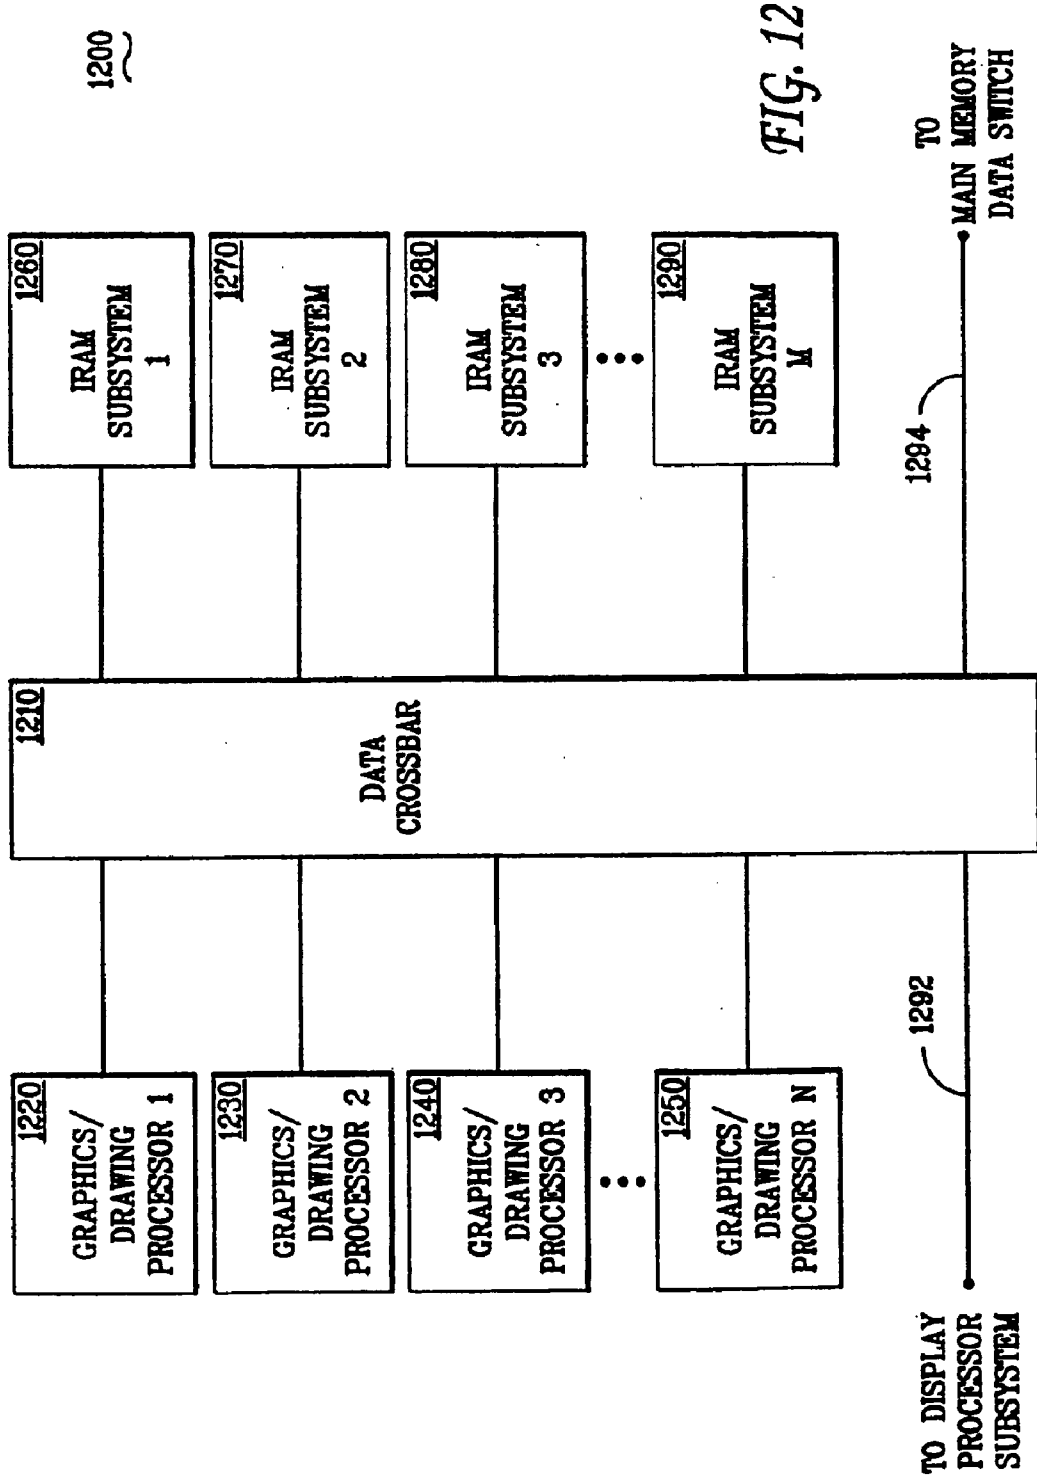 1200
1220
GRAPHICS/
DRAWING
PROCESSOR 1
1210
DATA
CROSSBAR
1260
IRAM
SUBSYSTEM
1
1230
GRAPHICS/
DRAWING
PROCESSOR 2
1270
IRAM
SUBSYSTEM
2
1240
GRAPHICS/
DRAWING
PROCESSOR 3
1280
IRAM
SUBSYSTEM
3
1250
GRAPHICS/
DRAWING
PROCESSOR N
1290
IRAM
SUBSYSTEM
M
1292
TO DISPLAY
PROCESSOR
SUBSYSTEM
1294
TO
MAIN MEMORY
DATA SWITCH
FIG. 12